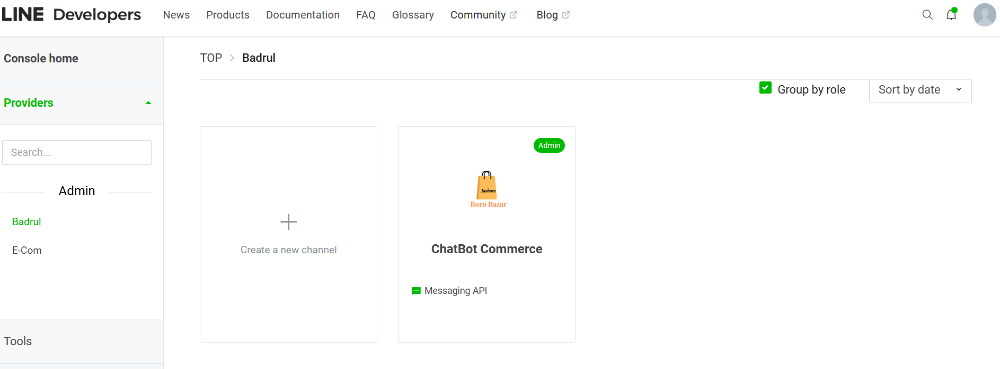 LINE Developers News Products Documentation FAQ Glossary Community Blog
Console home
Providers
Search...
Admin
Badrul
E-Com
Tools
TOP > Badrul
Group by role Sort by date
Create a new channel
Admin
Jashore
Boro Bazar
ChatBot Commerce
Messaging API